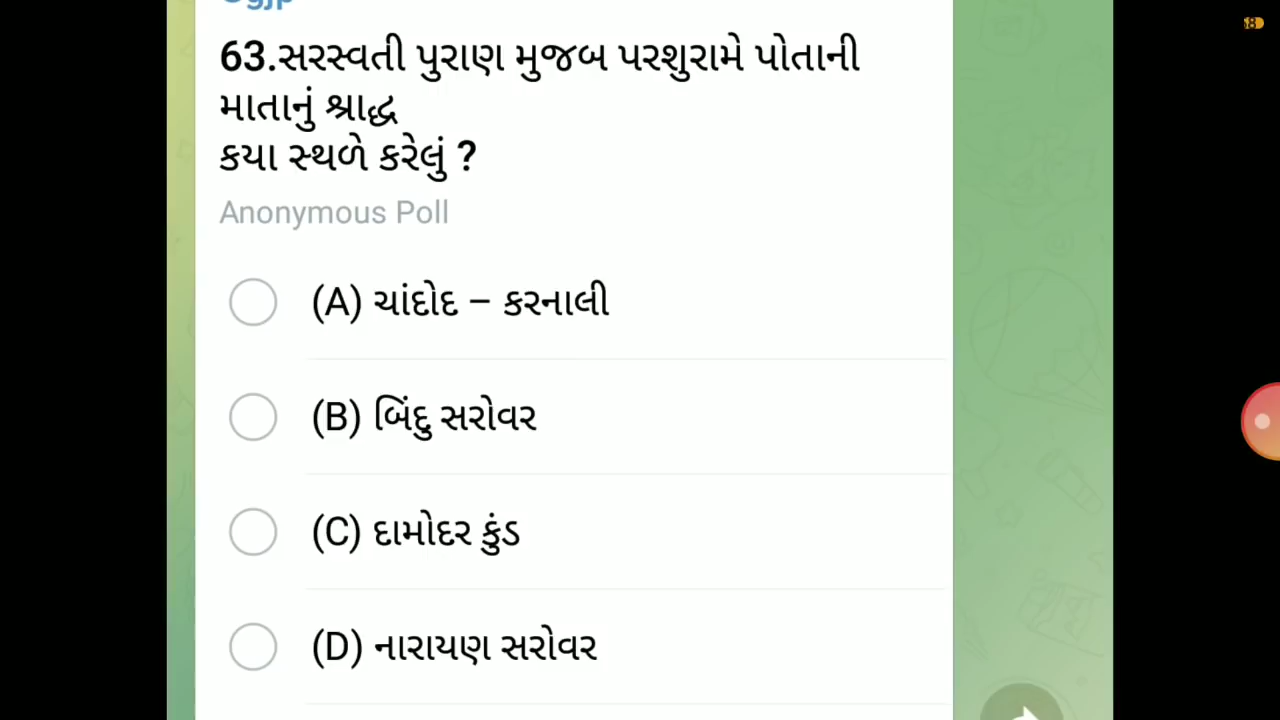 63.સરસ્વતી પુરાણ મુજબ પરશુરામે પોતાની
માતાનું શ્રાદ્ધ
કયા સ્થળે કરેલું ?
Anonymous Poll
(A) ચાંદોદ – કરનાલી
(B) બિંદુ સરોવર
(C) દામોદર કુંડ
(D) નારાયણ સરોવર